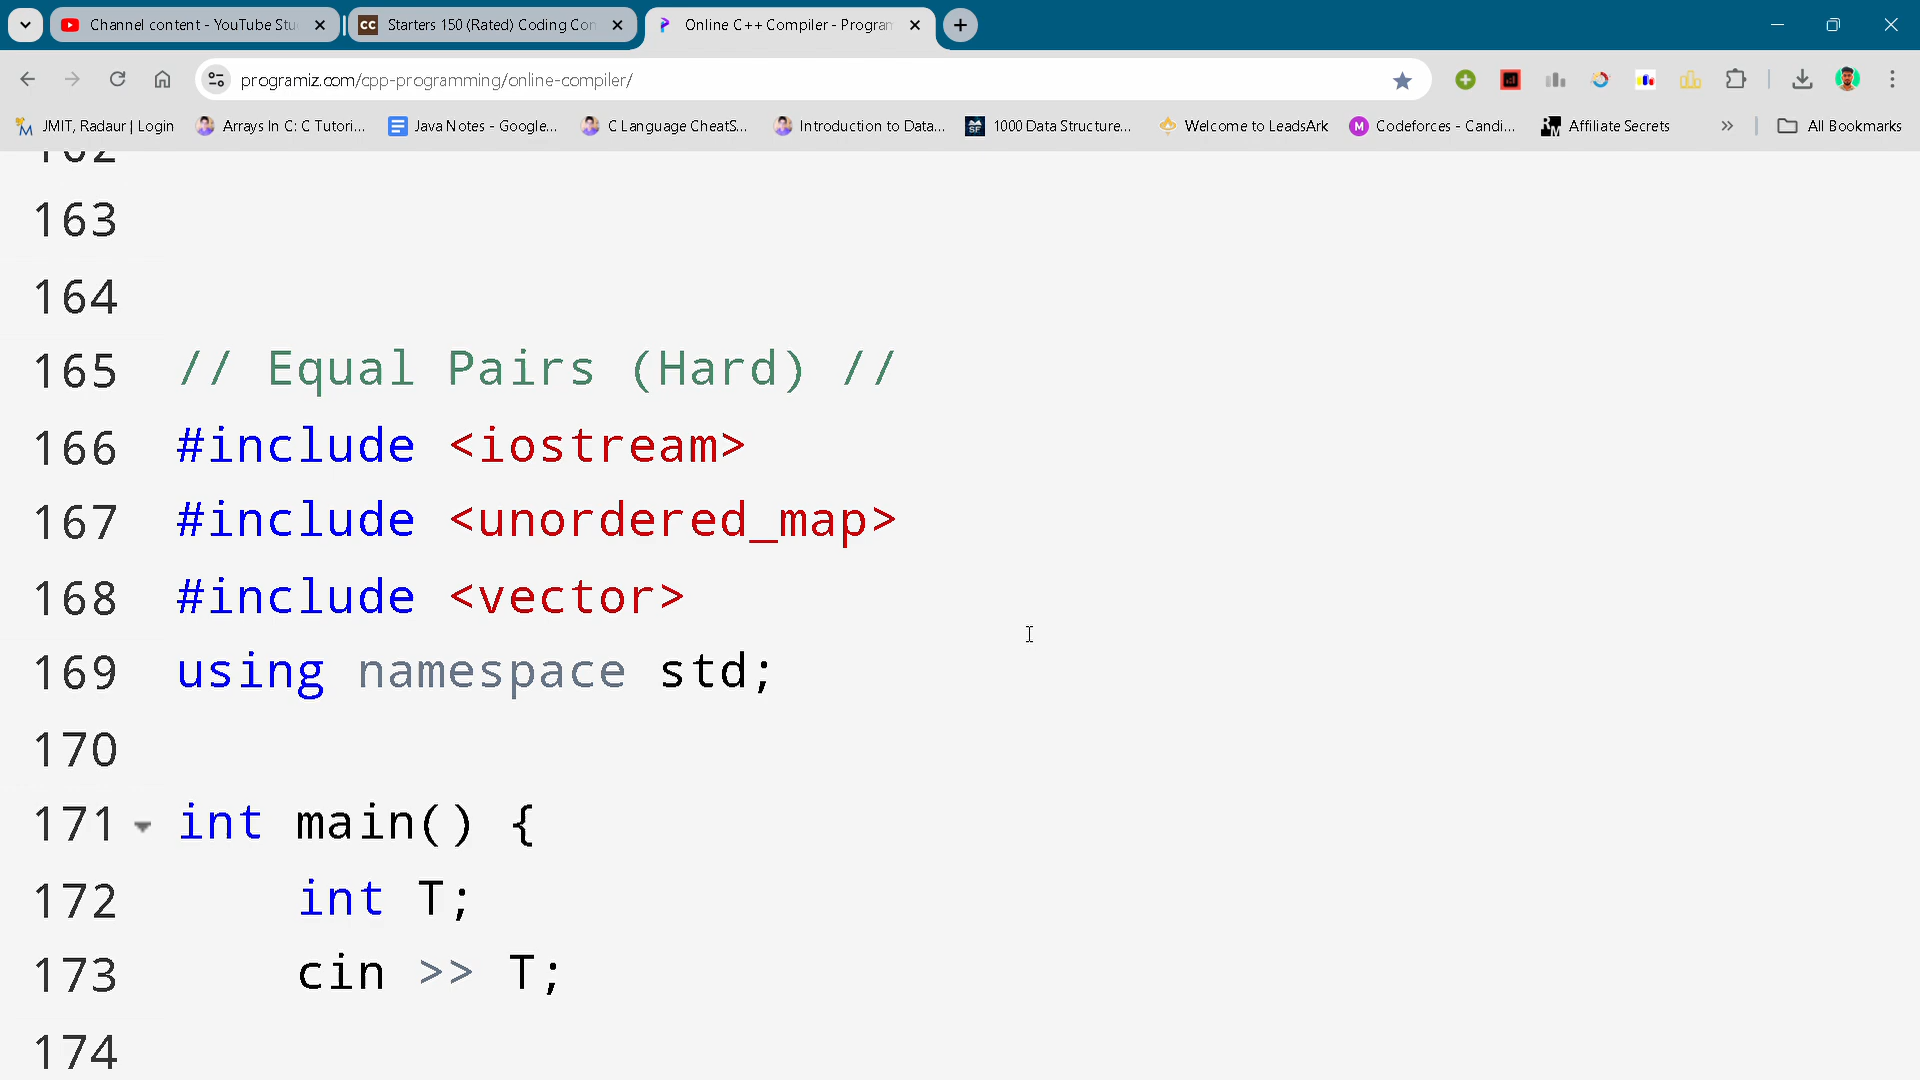 Channel content - YouTube Stu
Starters 150 (Rated) Coding Con
Online C++ Compiler - Program
programiz.com/cpp-programming/online-compiler/
JMIT, Radaur | Login
Arrays In C: C Tutori...
Java Notes - Google...
C Language CheatS...
Introduction to Data...
1000 Data Structure...
Welcome to LeadsArk
Codeforces - Candi...
Affiliate Secrets
All Bookmarks
162
163
164
165 // Equal Pairs (Hard) //
166 #include <iostream>
167 #include <unordered_map>
168 #include <vector>
169 using namespace std;
170
171 int main() {
172 int T;
173 cin >> T;
174